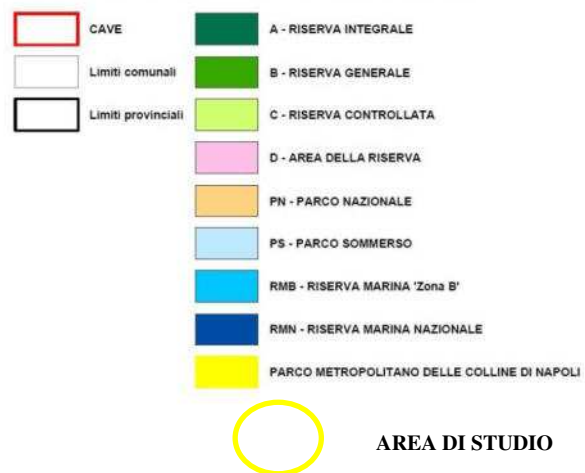 CAVE
Limiti comunali
Limiti provinciali
A - RISERVA INTEGRALE
B - RISERVA GENERALE
C - RISERVA CONTROLLATA
D - AREA DELLA RISERVA
PN - PARCO NAZIONALE
PS - PARCO SOMMERSO
RMB - RISERVA MARINA 'Zona B'
RMN - RISERVA MARINA NAZIONALE
PARCO METROPOLITANO DELLE COLLINE DI NAPOLI
AREA DI STUDIO